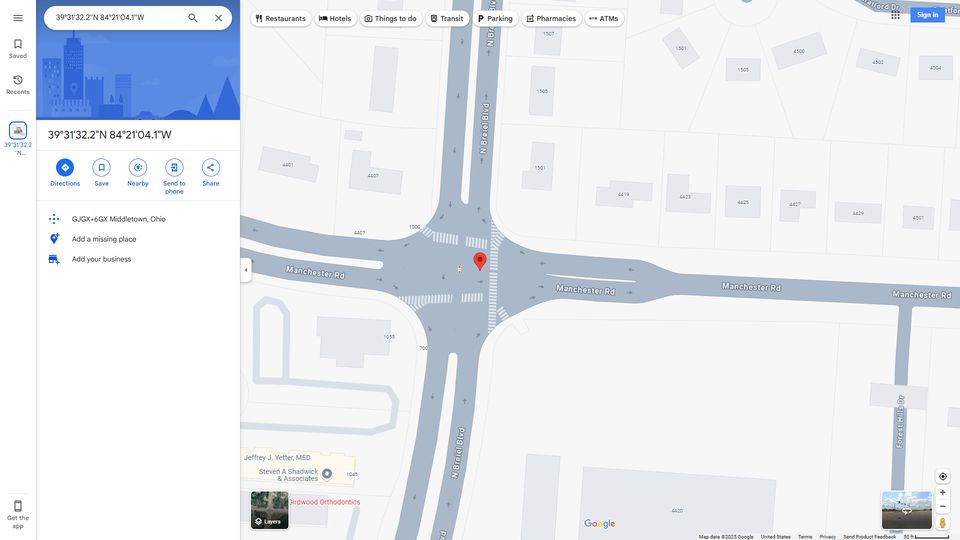 39°31'32.2"N 84°21'04.1"W
Restaurants
Hotels
Things to do
Transit
Parking
Pharmacies
ATMs
Sign in
Saved
Recents
39°31'32.2
"N...
39°31'32.2"N 84°21'04.1"W
Directions
Save
Nearby
Send to
phone
Share
GJGX+6GX Middletown, Ohio
Add a missing place
Add your business
Get the
app
1507
1501
4500
1505
4502
4504
1505
N Breiel Blvd
4401
4407
1501
4419
4423
4425
4427
4429
4501
4407
1500
Manchester Rd
Manchester Rd
Manchester Rd
Manchester Rd
1055
Forest Hills Dr
N Breiel Blvd
Jeffrey J. Yetter, MED
Steven A Shadwick
& Associates
1045
Girdwood Orthodontics
Layers
4420
Google
Map data ©2025 Google
United States
Terms
Privacy
Send Product Feedback
50 ft